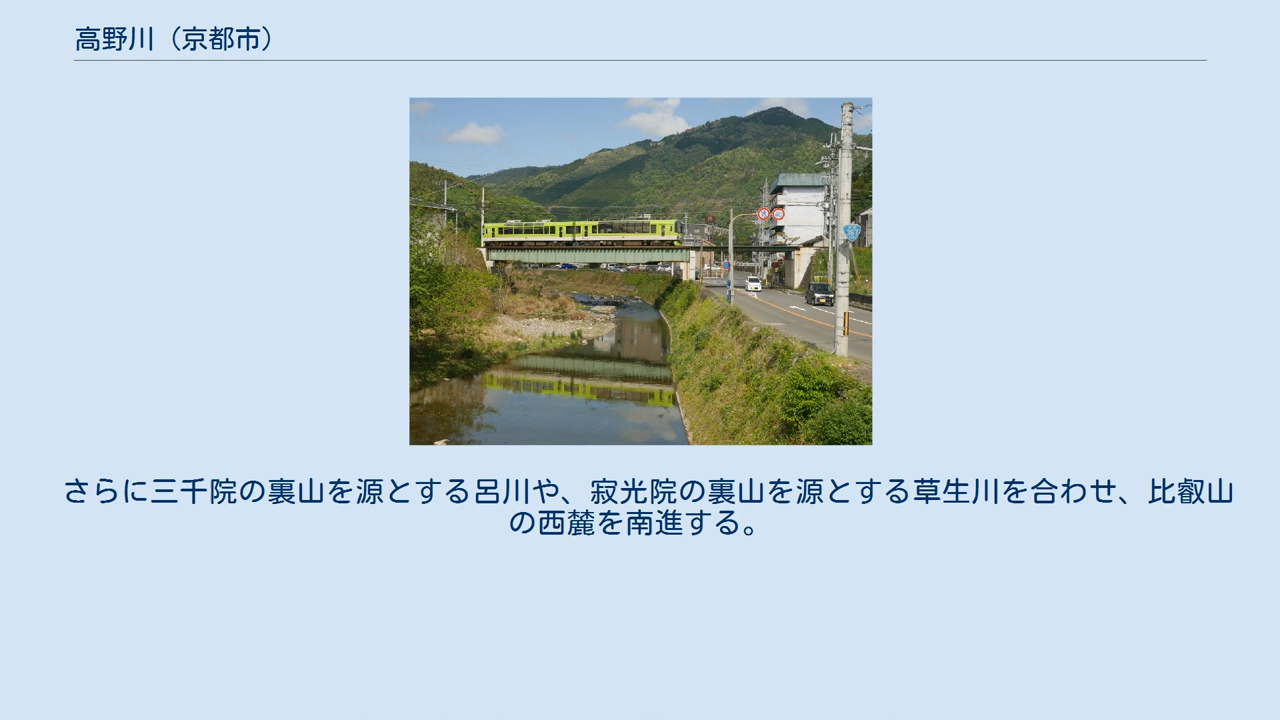 高野川（京都市）
さらに三千院の裏山を源とする呂川や、寂光院の裏山を源とする草生川を合わせ、比叡山
の西麓を南進する。